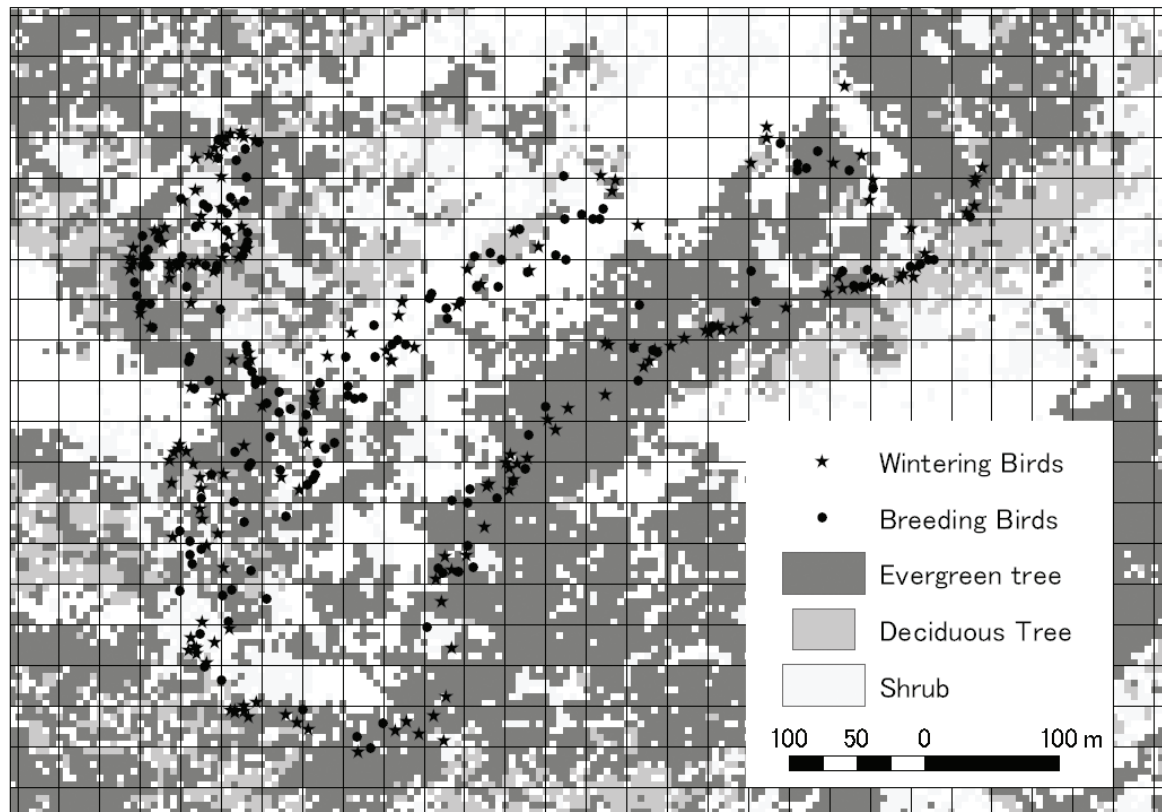 Wintering Birds
Breeding Birds
Evergreen tree
Deciduous Tree
Shrub
100 50 0 100 m